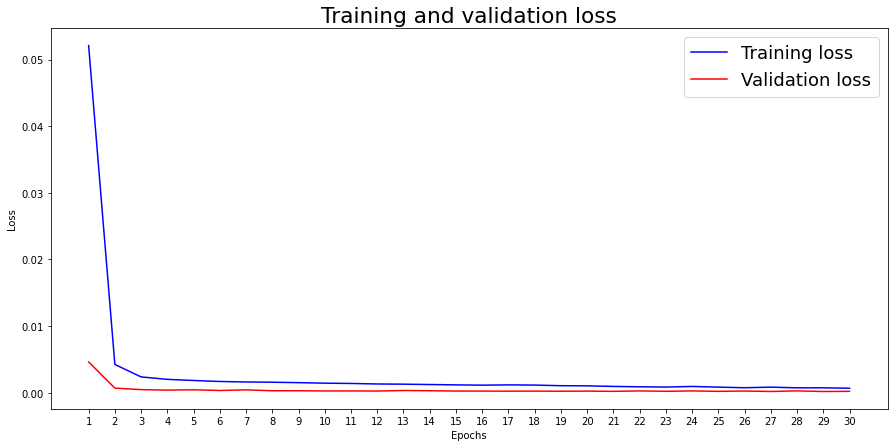 Training and validation loss
Training loss
Validation loss
0.05
0.04
0.03
0.02
0.01
0.00
Loss
1 2 3 4 5 6 7 8 9 10 11 12 13 14 15 16 17 18 19 20 21 22 23 24 25 26 27 28 29 30
Epochs